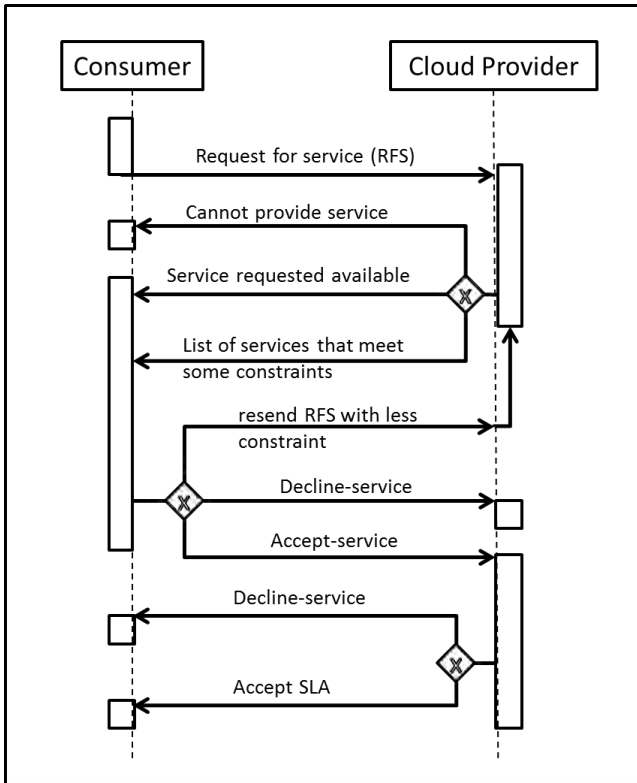 Consumer
Cloud Provider
Request for service (RFS)
Cannot provide service
Service requested available
X
List of services that meet
some constraints
resend RFS with less
constraint
Decline-service
X
Accept-service
Decline-service
X
Accept SLA